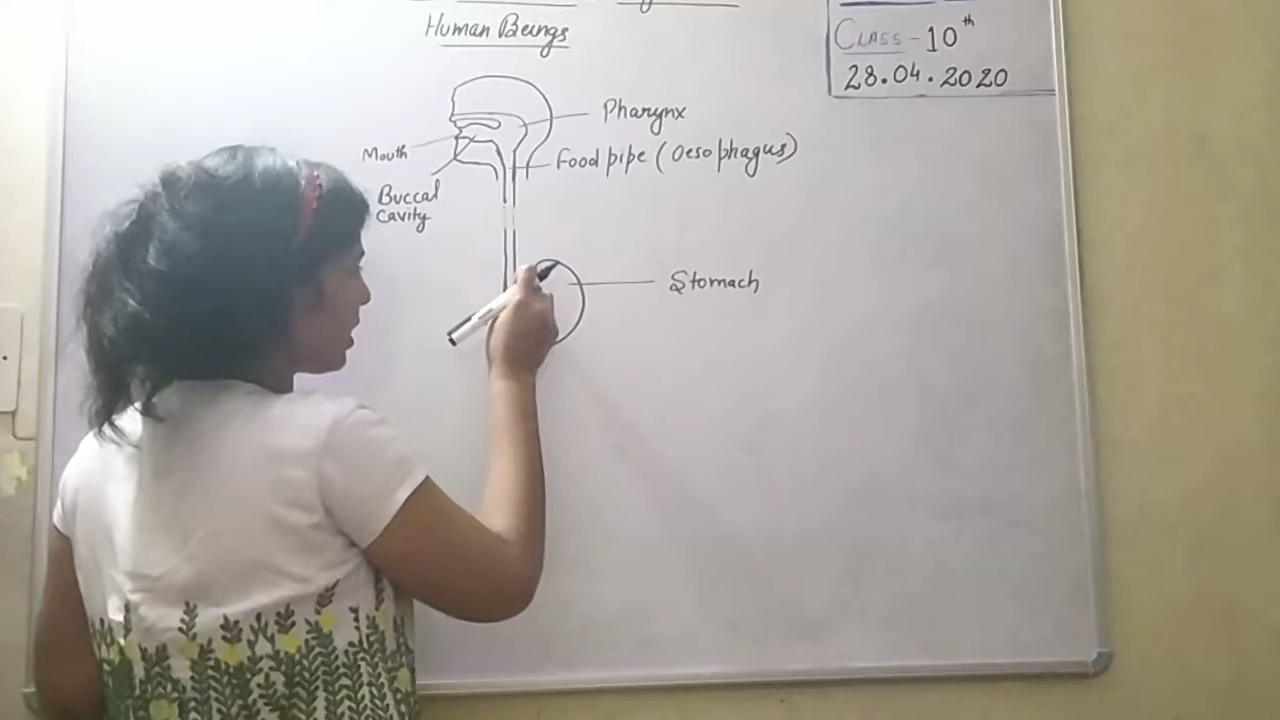 Human Beings
CLASS - 10th
28.04.2020
Pharynx
Mouth
Food pipe (Oesophagus)
Buccal
cavity
Stomach